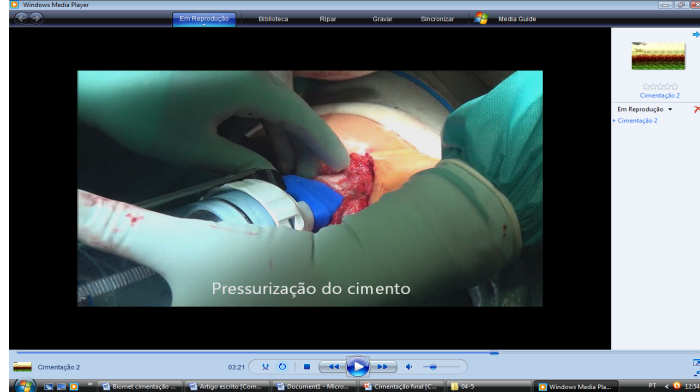 Windows Media Player
Em Reprodução
Biblioteca
Ripar
Gravar
Sincronizar
Media Guide
Cimentação 2
Em Reprodução
Cimentação 2
Pressurização do cimento
Cimentação 2
03:21
Biomet cimentação ...
Artigo escrito [Com...
Document1 - Micro...
Cimentação final [C...
04-5
Windows Media Pla...
PT